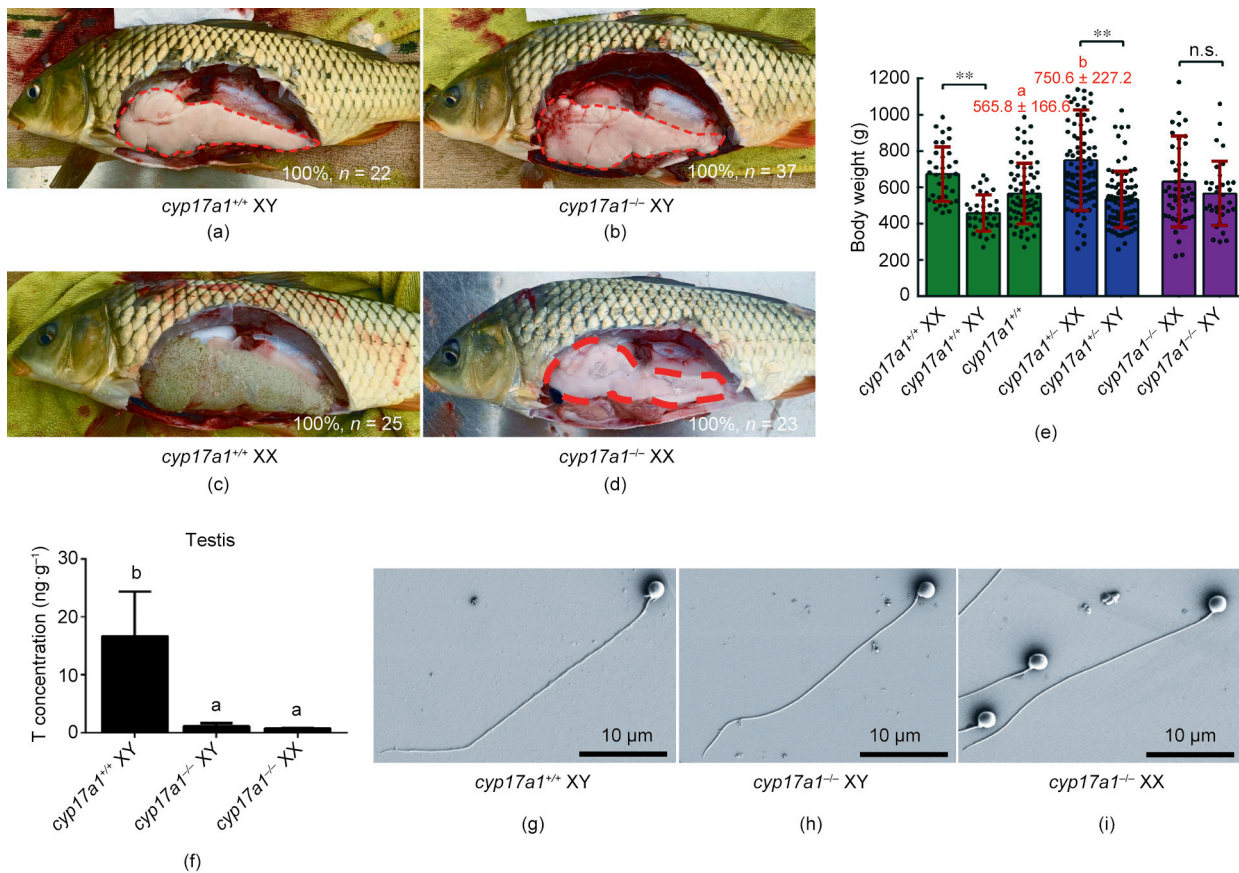 100%, n = 22
cyp17a1+/+ XY
(a)
100%, n = 37
cyp17a1−/− XY
(b)
100%, n = 25
cyp17a1+/+ XX
(c)
100%, n = 23
cyp17a1−/− XX
(d)
**
**
n.s.
b
750.6 ± 227.2
a
565.8 ± 166.6
Body weight (g)
1200
1000
800
600
400
200
0
cyp17a1+/+ XX
cyp17a1+/+ XY
cyp17a1+/+
cyp17a1+/− XX
cyp17a1+/− XY
cyp17a1−/− XX
cyp17a1−/− XY
(e)
Testis
T concentration (ng·g−1)
30
20
10
0
b
a
a
cyp17a1+/+ XY
cyp17a1−/− XY
cyp17a1−/− XX
(f)
10 μm
cyp17a1+/+ XY
(g)
10 μm
cyp17a1−/− XY
(h)
10 μm
cyp17a1−/− XX
(i)